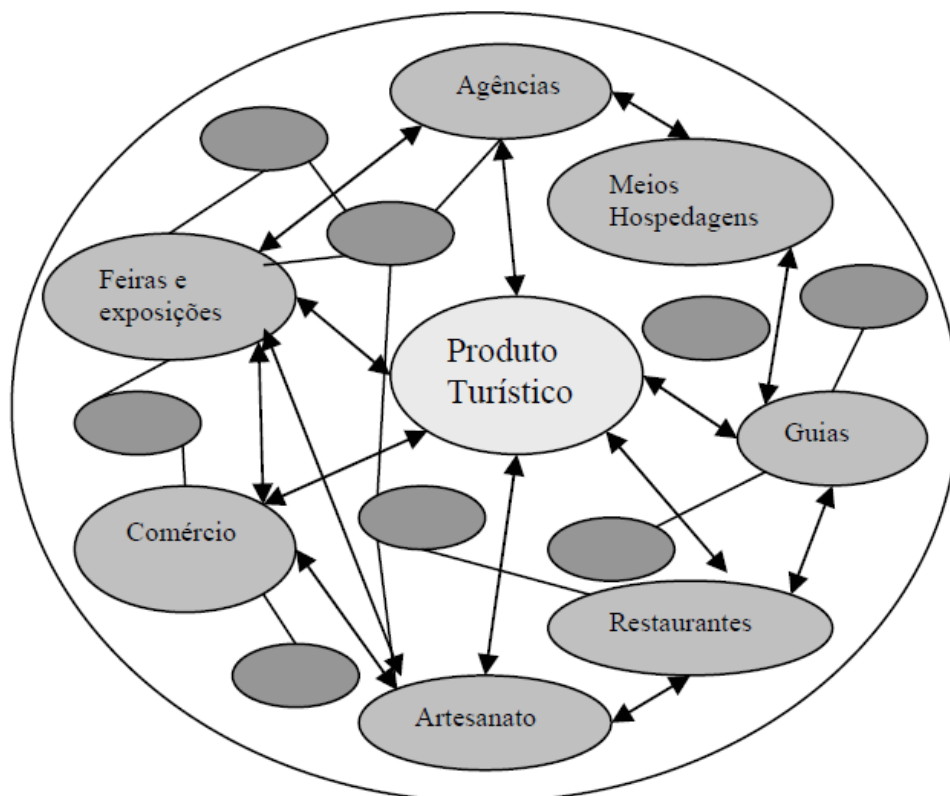 Agências
Meios
Hospedagens
Feiras e
exposições
Produto
Turístico
Guias
Comércio
Restaurantes
Artesanato